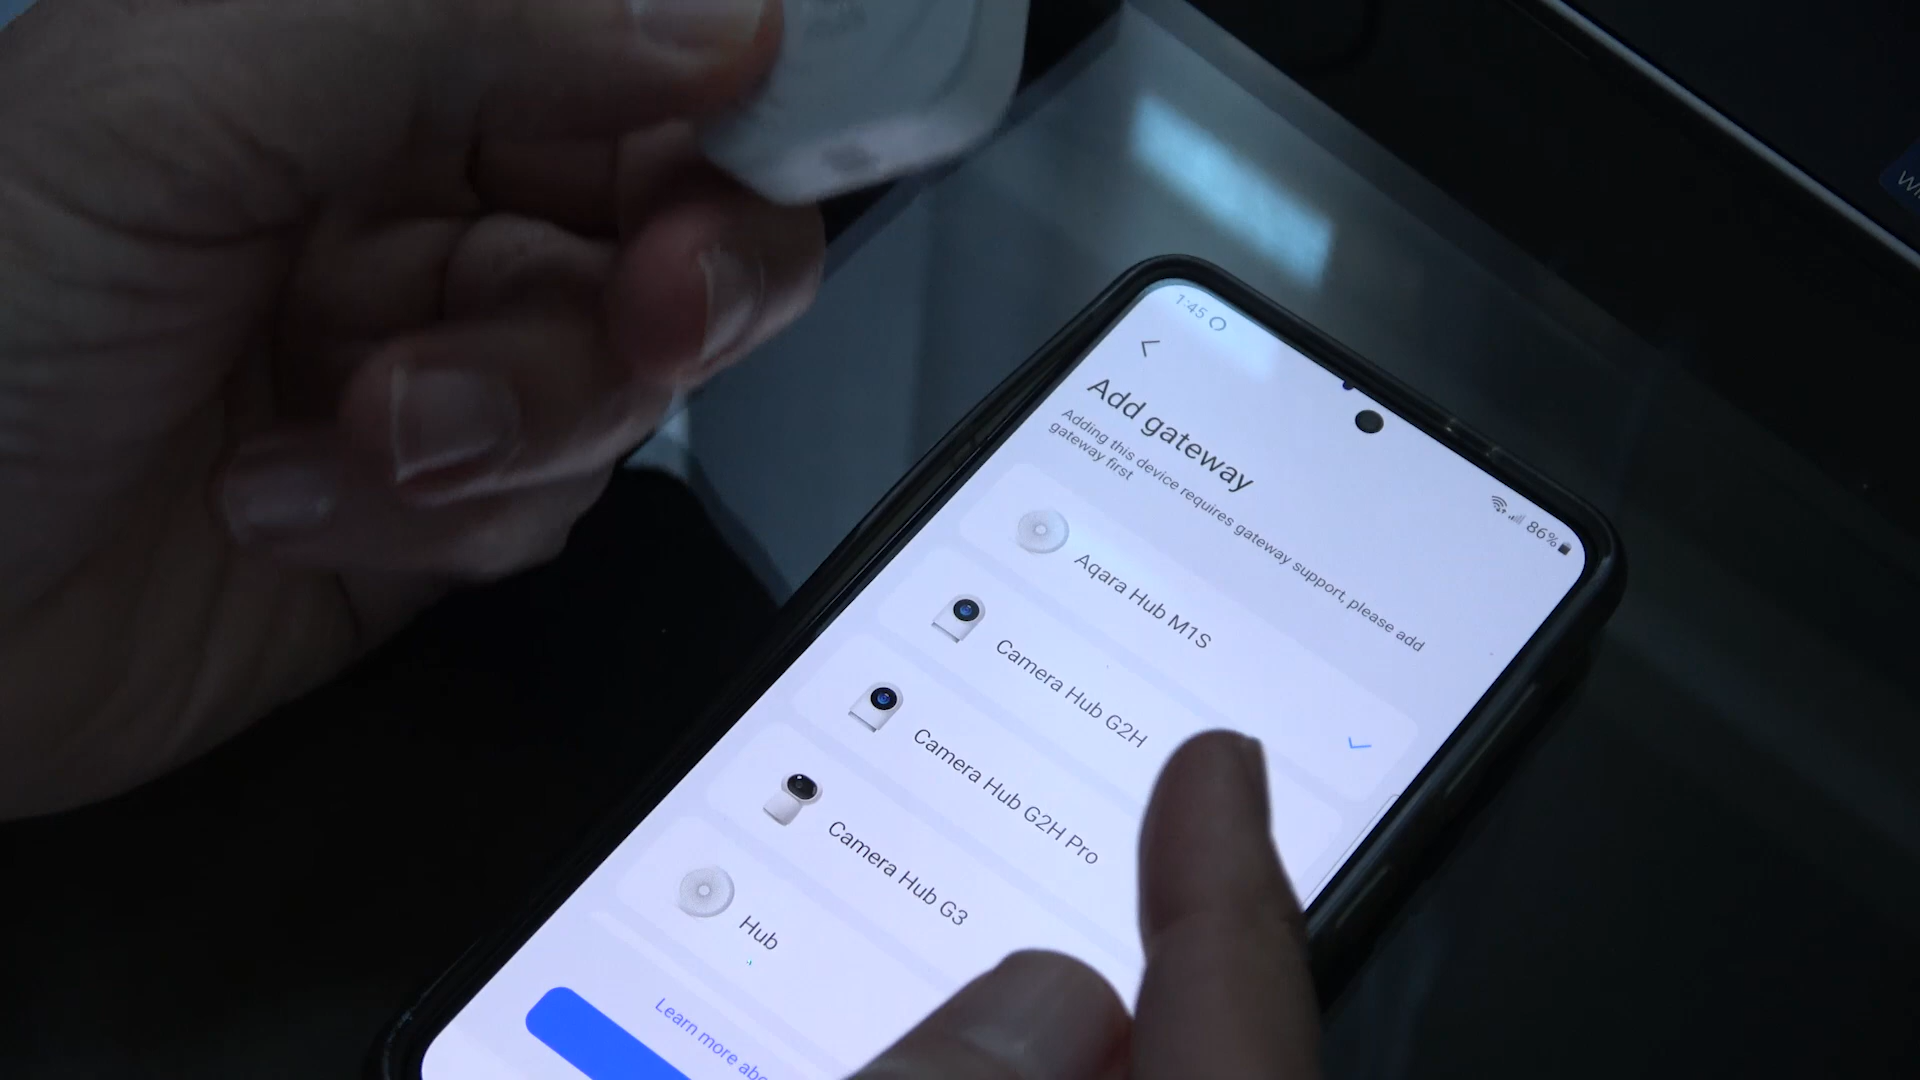 1:45
86%
Add gateway
Adding this device requires gateway support, please add
gateway first
Aqara Hub M1S
Camera Hub G2H
Camera Hub G2H Pro
Camera Hub G3
Hub
Learn more